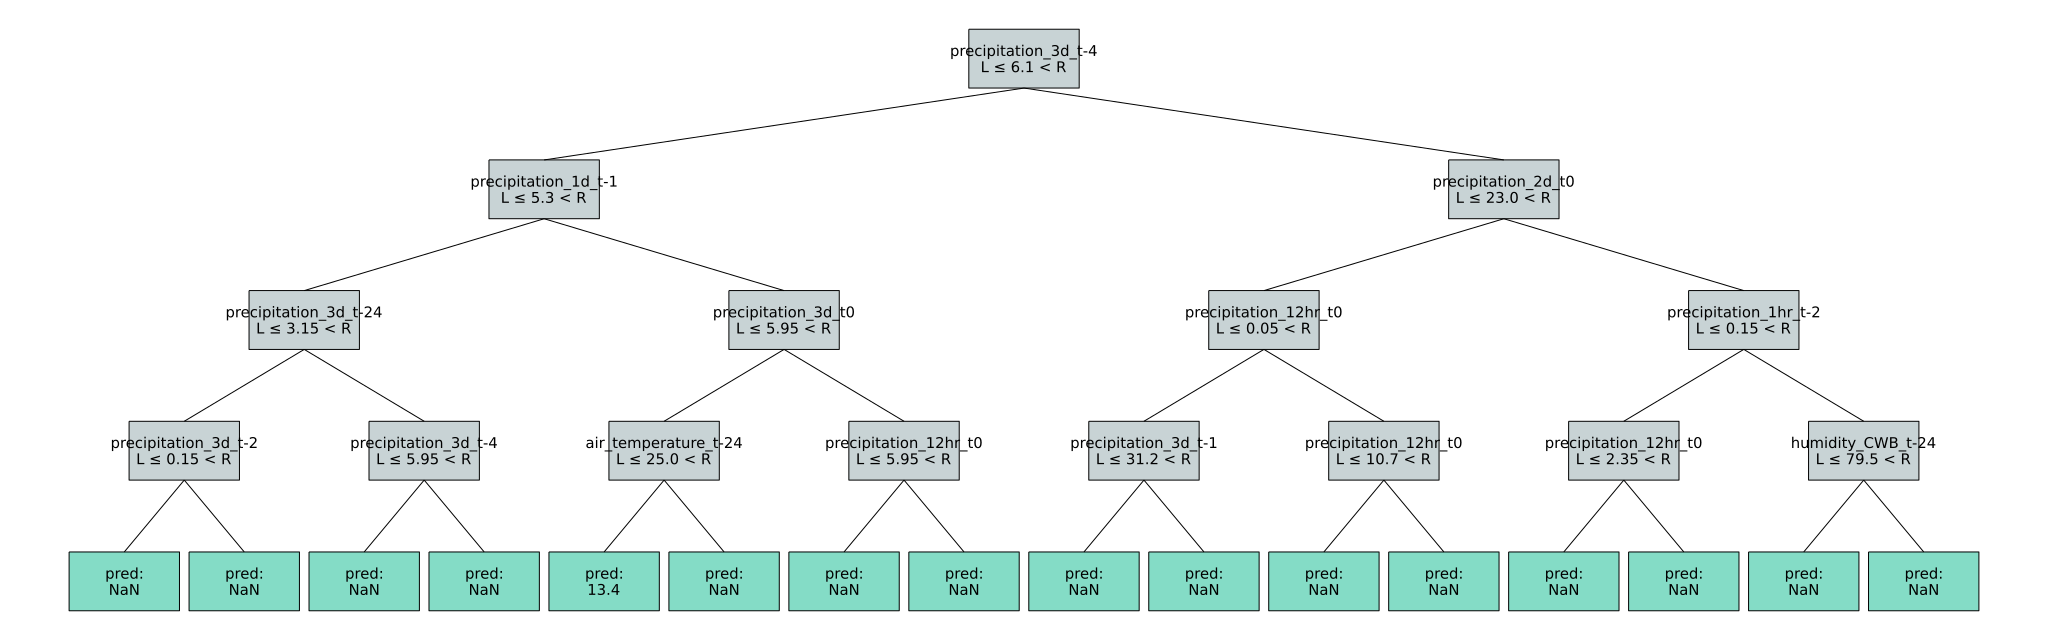 precipitation_3d_t-4
L ≤ 6.1 < R
precipitation_1d_t-1
L ≤ 5.3 < R
precipitation_2d_t0
L ≤ 23.0 < R
precipitation_3d_t-24
L ≤ 3.15 < R
precipitation_3d_t0
L ≤ 5.95 < R
precipitation_12hr_t0
L ≤ 0.05 < R
precipitation_1hr_t-2
L ≤ 0.15 < R
precipitation_3d_t-2
L ≤ 0.15 < R
precipitation_3d_t-4
L ≤ 5.95 < R
air_temperature_t-24
L ≤ 25.0 < R
precipitation_12hr_t0
L ≤ 5.95 < R
precipitation_3d_t-1
L ≤ 31.2 < R
precipitation_12hr_t0
L ≤ 10.7 < R
precipitation_12hr_t0
L ≤ 2.35 < R
humidity_CWB_t-24
L ≤ 79.5 < R
pred:
NaN
pred:
NaN
pred:
NaN
pred:
NaN
pred:
13.4
pred:
NaN
pred:
NaN
pred:
NaN
pred:
NaN
pred:
NaN
pred:
NaN
pred:
NaN
pred:
NaN
pred:
NaN
pred:
NaN
pred:
NaN